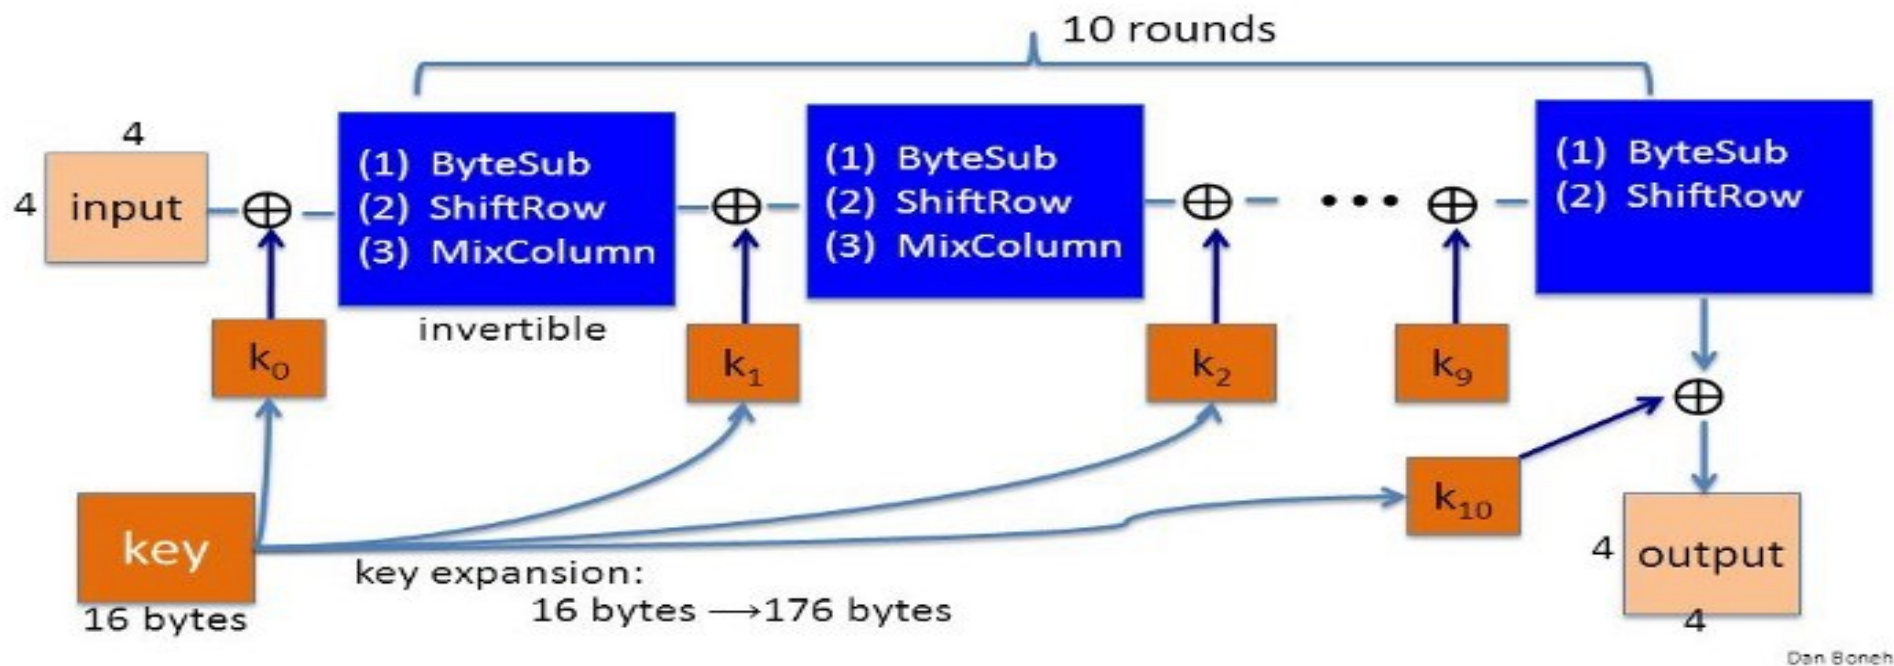 10 rounds
4
4
input
(1) ByteSub
(2) ShiftRow
(3) MixColumn
invertible
(1) ByteSub
(2) ShiftRow
(3) MixColumn
(1) ByteSub
(2) ShiftRow
k0
k1
k2
k9
k10
key
16 bytes
key expansion:
16 bytes ⟶176 bytes
4
output
4
Dan Boneh